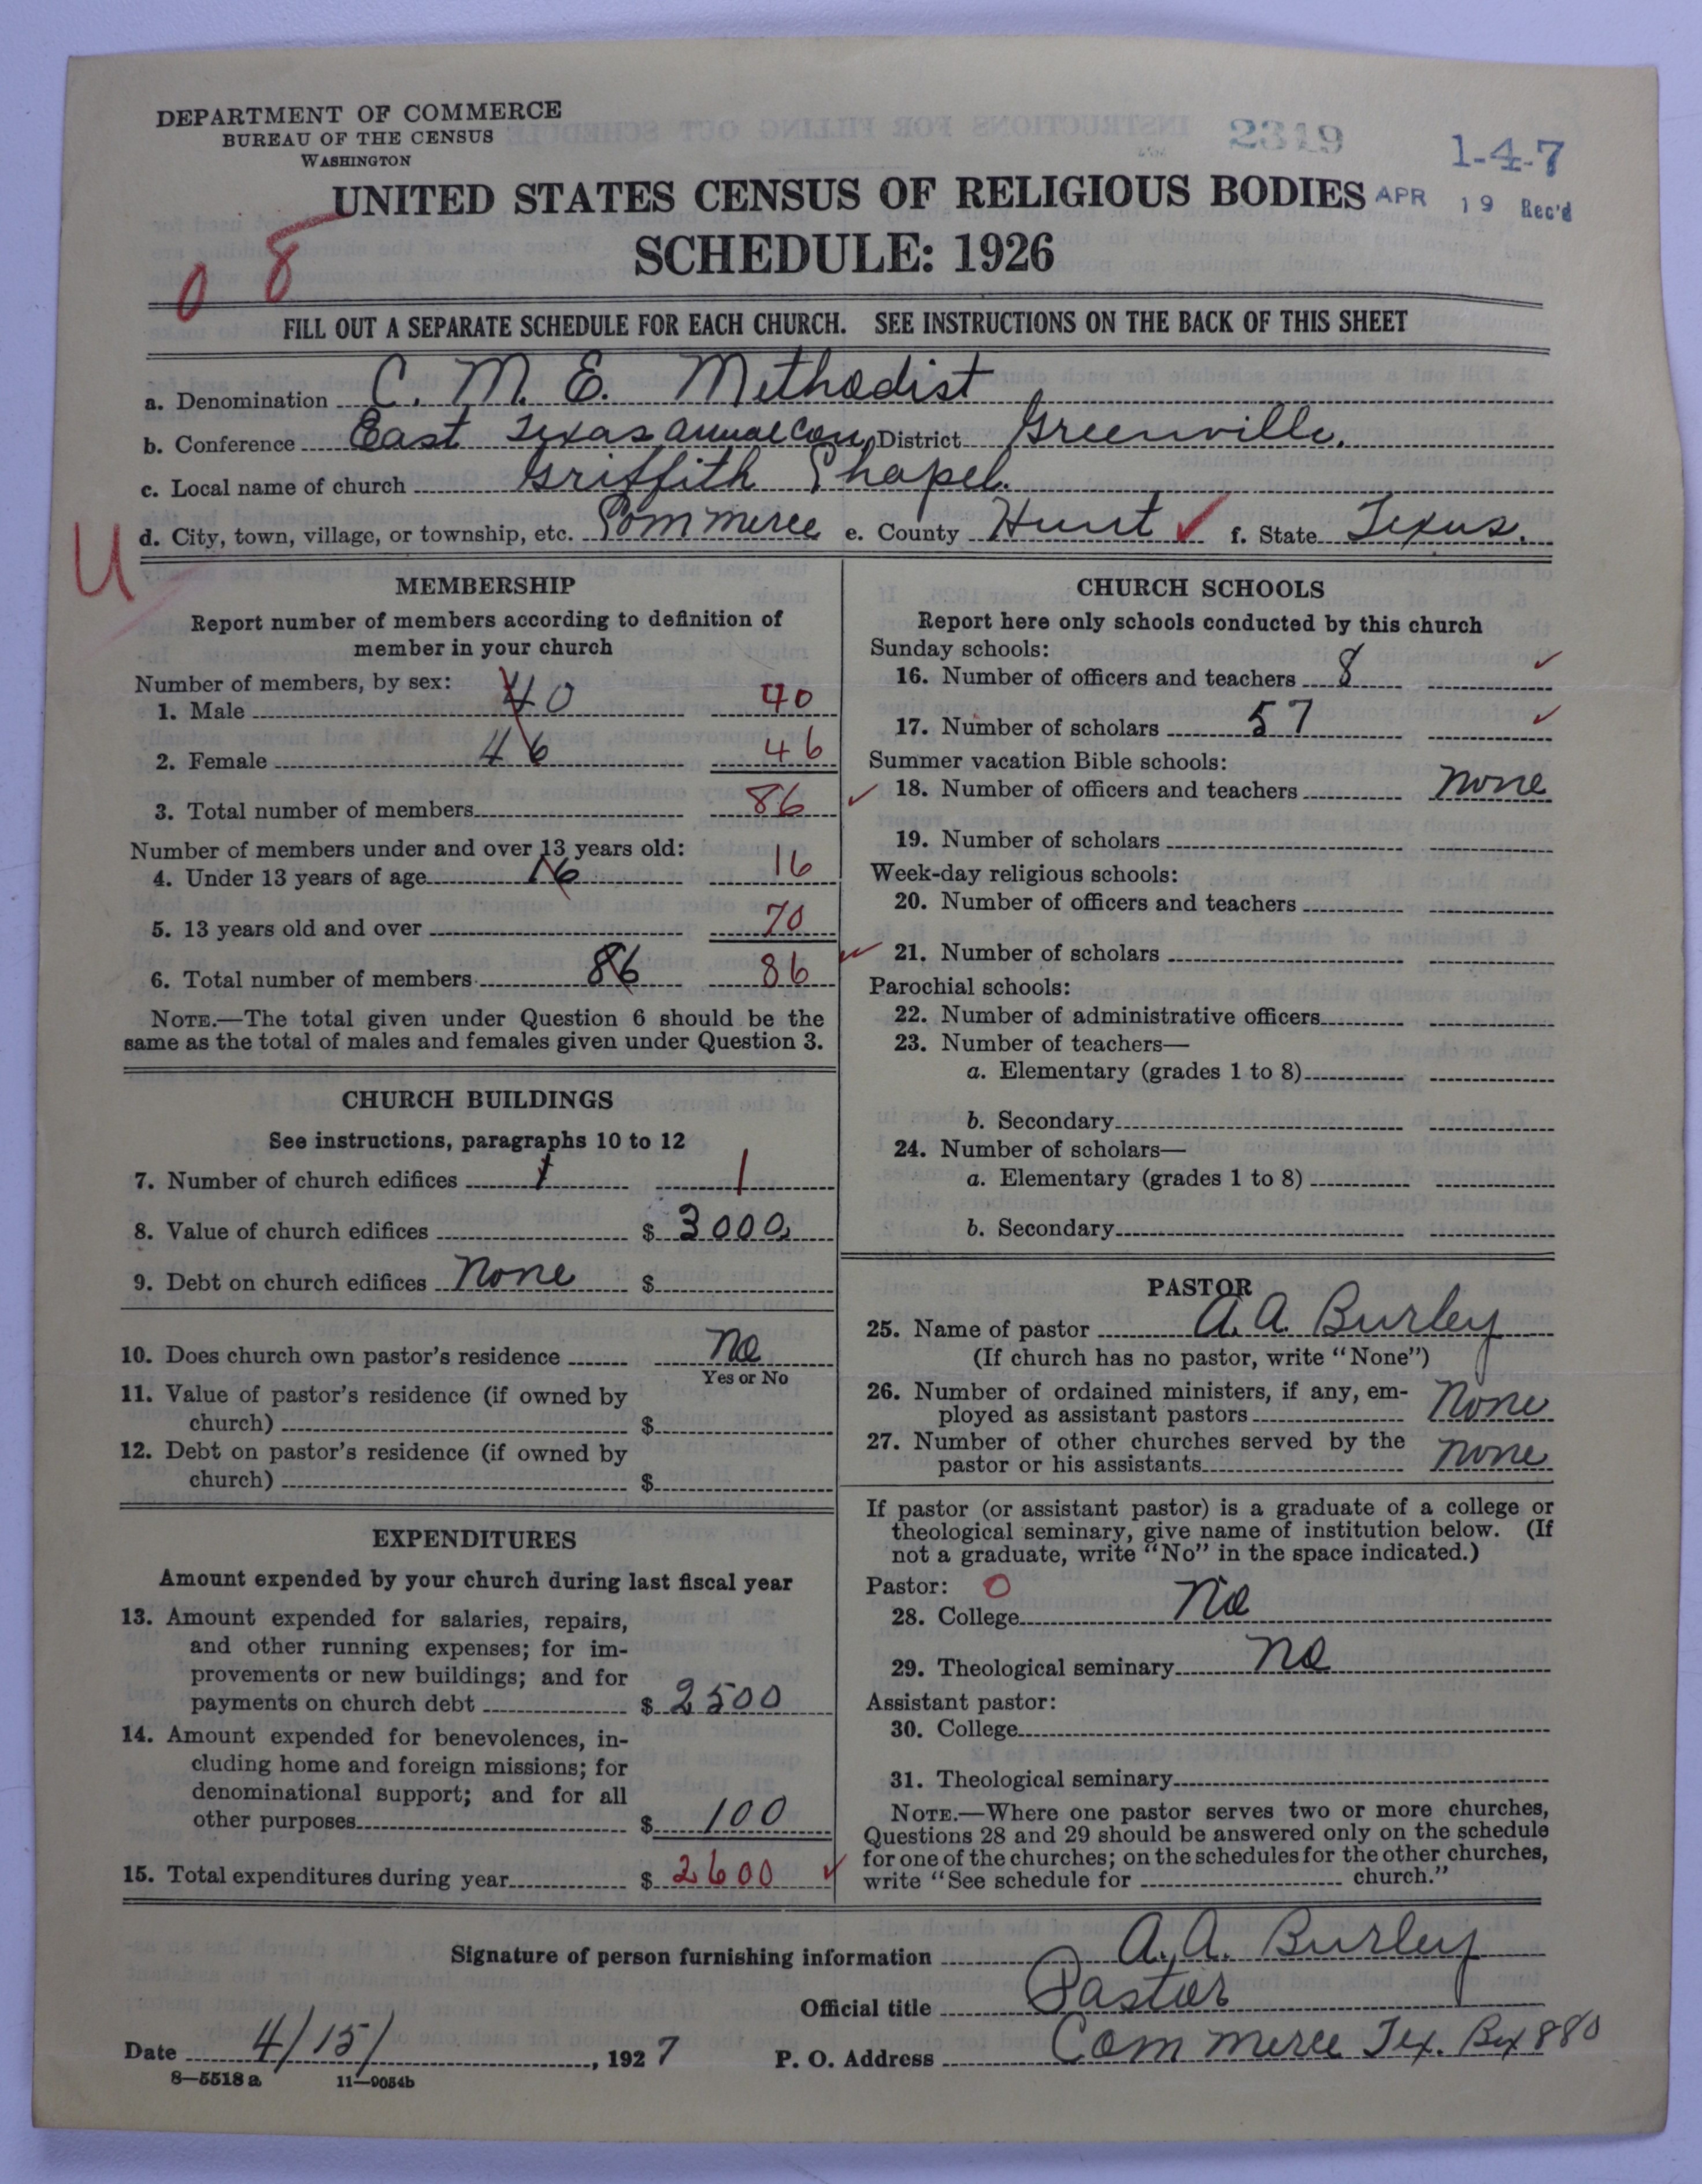 DEPARTMENT OF COMMERCE
BUREAU OF THE CENSUS
WASHINGTON
2319
1-4-7
APR 19 Rec'd
UNITED STATES CENSUS OF RELIGIOUS BODIES
SCHEDULE: 1926
0 8
FILL OUT A SEPARATE SCHEDULE FOR EACH CHURCH. SEE INSTRUCTIONS ON THE BACK OF THIS SHEET
a. Denomination C. M. E. Methodist
b. Conference East Texas annual Con, District Greenville.
c. Local name of church Griffith Chapel.
U d. City, town, village, or township, etc. Commerce e. County Hunt ✓ f. State Texas.
MEMBERSHIP
Report number of members according to definition of
member in your church
Number of members, by sex:
1. Male 40 40
2. Female 46 46
3. Total number of members 86 ✓
Number of members under and over 13 years old:
4. Under 13 years of age 16 16
5. 13 years old and over 70
6. Total number of members 86 86 ✓
NOTE.—The total given under Question 6 should be the
same as the total of males and females given under Question 3.
CHURCH BUILDINGS
See instructions, paragraphs 10 to 12
7. Number of church edifices 1 1
8. Value of church edifices $ 3000
9. Debt on church edifices None $
10. Does church own pastor's residence No
Yes or No
11. Value of pastor's residence (if owned by
church) $
12. Debt on pastor's residence (if owned by
church) $
EXPENDITURES
Amount expended by your church during last fiscal year
13. Amount expended for salaries, repairs,
and other running expenses; for im-
provements or new buildings; and for
payments on church debt $ 2500
14. Amount expended for benevolences, in-
cluding home and foreign missions; for
denominational support; and for all
other purposes $ 100
15. Total expenditures during year $ 2600 ✓
CHURCH SCHOOLS
Report here only schools conducted by this church
Sunday schools:
16. Number of officers and teachers 8 ✓
17. Number of scholars 57 ✓
Summer vacation Bible schools:
18. Number of officers and teachers None
19. Number of scholars
Week-day religious schools:
20. Number of officers and teachers
21. Number of scholars
Parochial schools:
22. Number of administrative officers
23. Number of teachers—
a. Elementary (grades 1 to 8)
b. Secondary
24. Number of scholars—
a. Elementary (grades 1 to 8)
b. Secondary
PASTOR
25. Name of pastor A. A. Burley
(If church has no pastor, write "None")
26. Number of ordained ministers, if any, em-
ployed as assistant pastors None
27. Number of other churches served by the
pastor or his assistants None
If pastor (or assistant pastor) is a graduate of a college or
theological seminary, give name of institution below. (If
not a graduate, write "No" in the space indicated.)
Pastor: 0
28. College No
29. Theological seminary No
Assistant pastor:
30. College
31. Theological seminary
NOTE.—Where one pastor serves two or more churches,
Questions 28 and 29 should be answered only on the schedule
for one of the churches; on the schedules for the other churches,
write "See schedule for church."
Signature of person furnishing information A. A. Burley
Official title Pastor
Date 4/15/, 1927 P. O. Address Commerce Tex. Box 880
8—5518 a 11—9054b